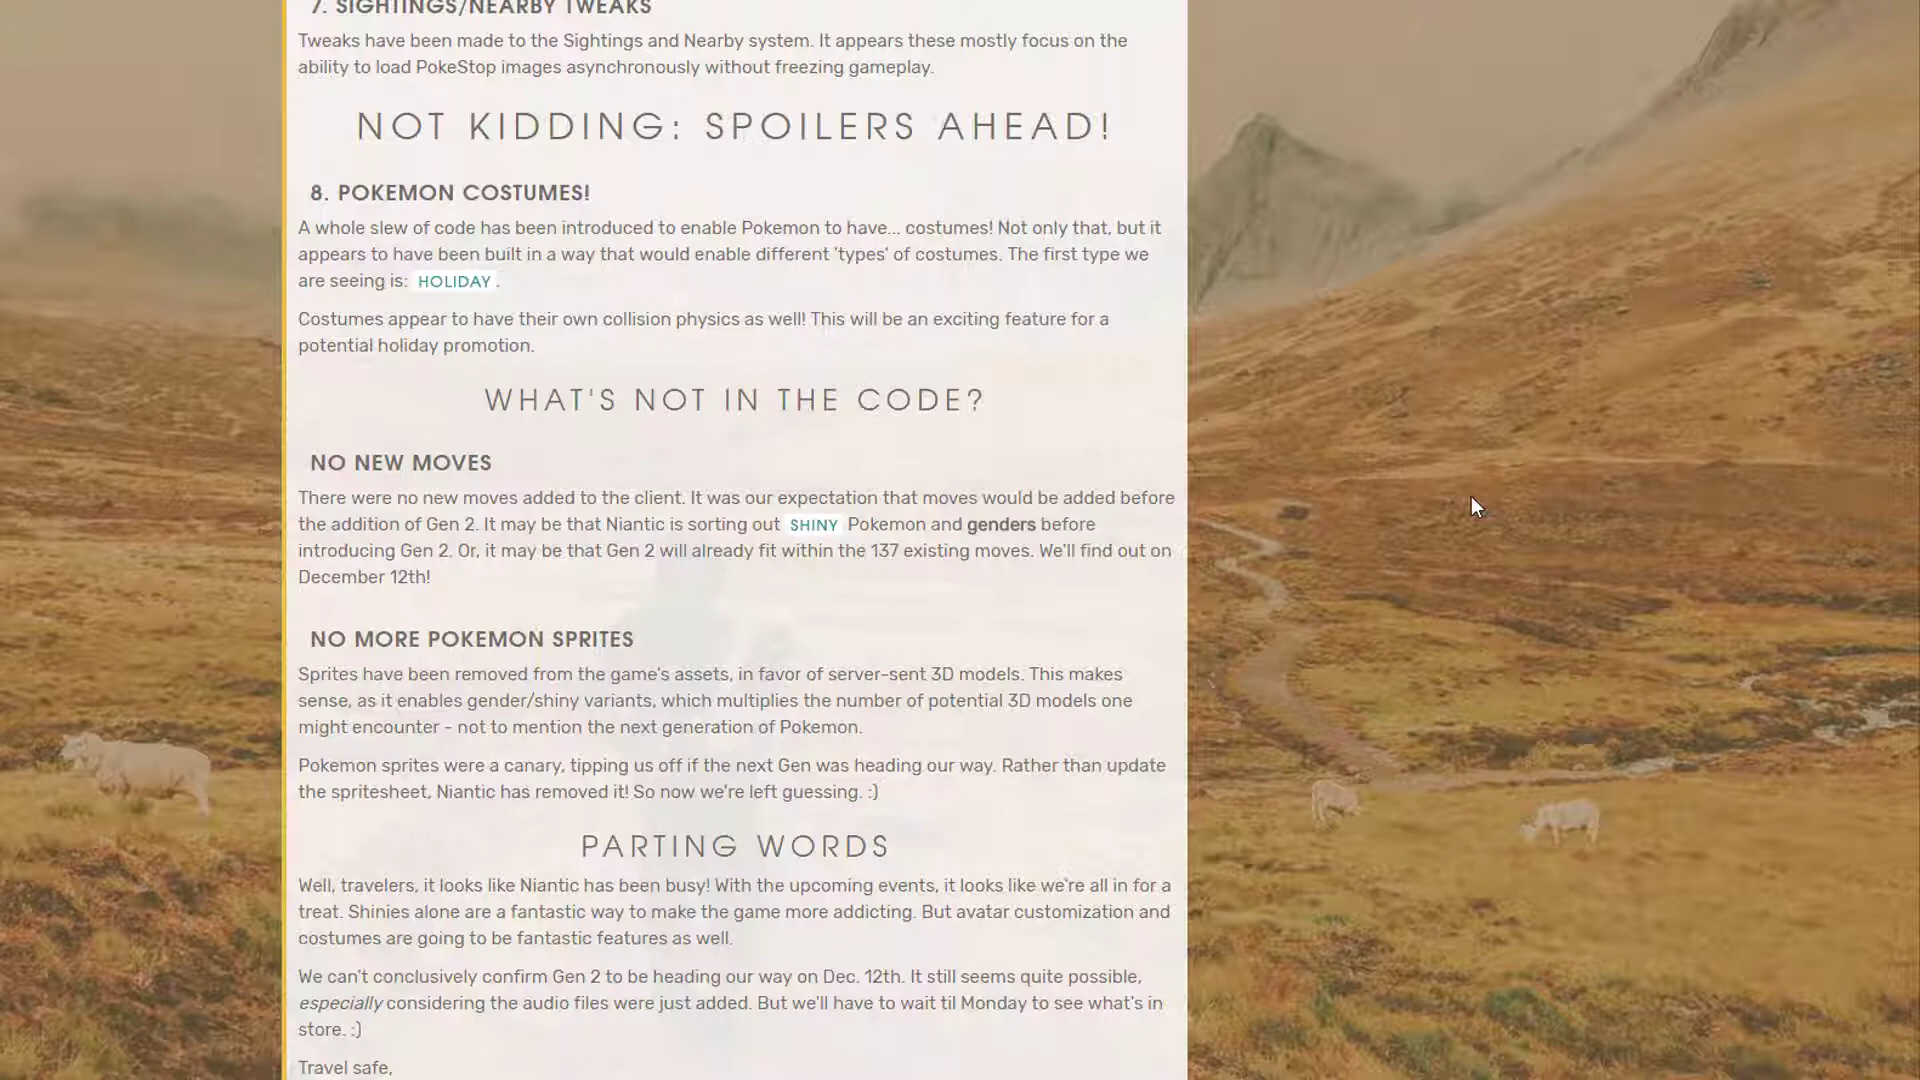 7. SIGHTINGS/NEARBY TWEAKS
Tweaks have been made to the Sightings and Nearby system. It appears these mostly focus on the
ability to load PokeStop images asynchronously without freezing gameplay.
NOT KIDDING: SPOILERS AHEAD!
8. POKEMON COSTUMES!
A whole slew of code has been introduced to enable Pokemon to have... costumes! Not only that, but it
appears to have been built in a way that would enable different 'types' of costumes. The first type we
are seeing is: HOLIDAY.
Costumes appear to have their own collision physics as well! This will be an exciting feature for a
potential holiday promotion.
WHAT'S NOT IN THE CODE?
NO NEW MOVES
There were no new moves added to the client. It was our expectation that moves would be added before
the addition of Gen 2. It may be that Niantic is sorting out SHINY Pokemon and genders before
introducing Gen 2. Or, it may be that Gen 2 will already fit within the 137 existing moves. We'll find out on
December 12th!
NO MORE POKEMON SPRITES
Sprites have been removed from the game's assets, in favor of server-sent 3D models. This makes
sense, as it enables gender/shiny variants, which multiplies the number of potential 3D models one
might encounter - not to mention the next generation of Pokemon.
Pokemon sprites were a canary, tipping us off if the next Gen was heading our way. Rather than update
the spritesheet, Niantic has removed it! So now we're left guessing. :)
PARTING WORDS
Well, travelers, it looks like Niantic has been busy! With the upcoming events, it looks like we're all in for a
treat. Shinies alone are a fantastic way to make the game more addicting. But avatar customization and
costumes are going to be fantastic features as well.
We can't conclusively confirm Gen 2 to be heading our way on Dec. 12th. It still seems quite possible,
especially considering the audio files were just added. But we'll have to wait til Monday to see what's in
store. :)
Travel safe,